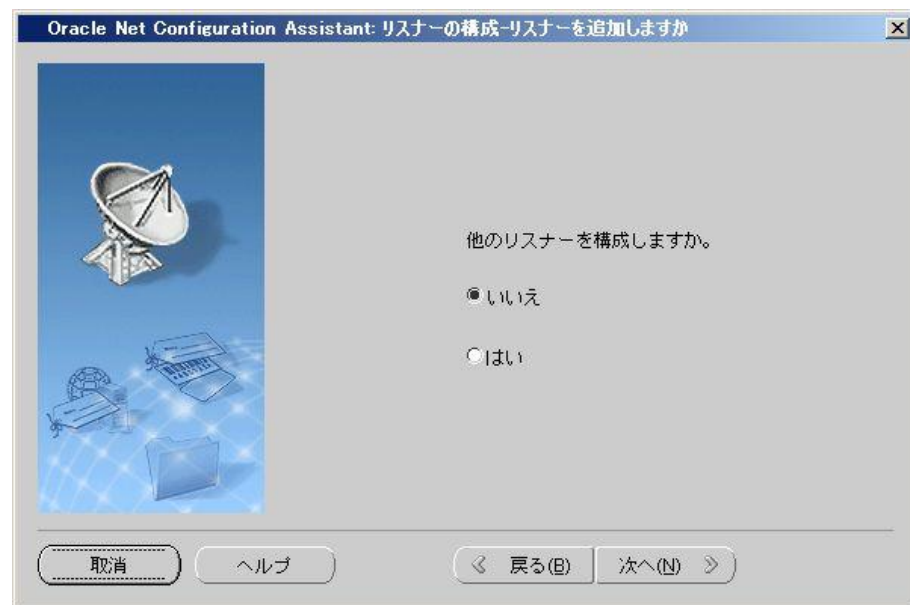 Oracle Net Configuration Assistant: リスナーの構成-リスナーを追加しますか
他のリスナーを構成しますか。
いいえ
はい
取消
ヘルプ
戻る(B)
次へ(N)